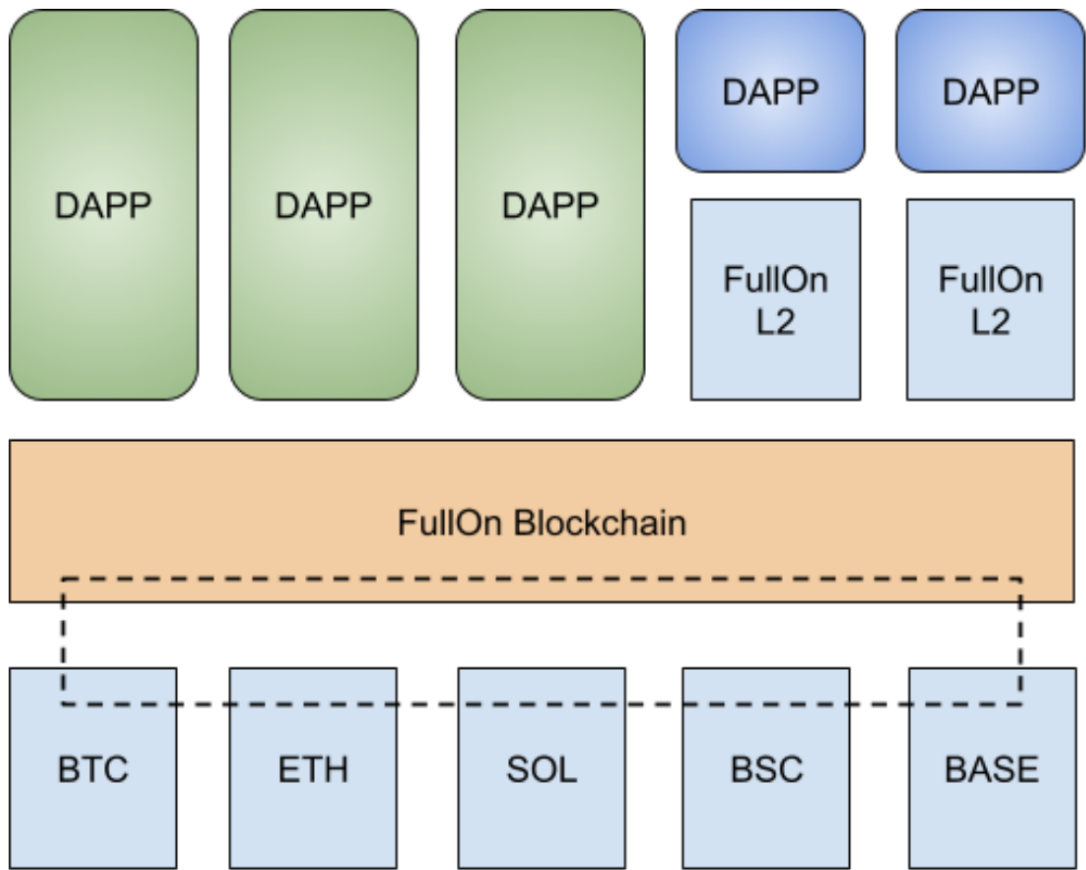 DAPP
DAPP
DAPP
DAPP
DAPP
FullOn
L2
FullOn
L2
FullOn Blockchain
BTC
ETH
SOL
BSC
BASE